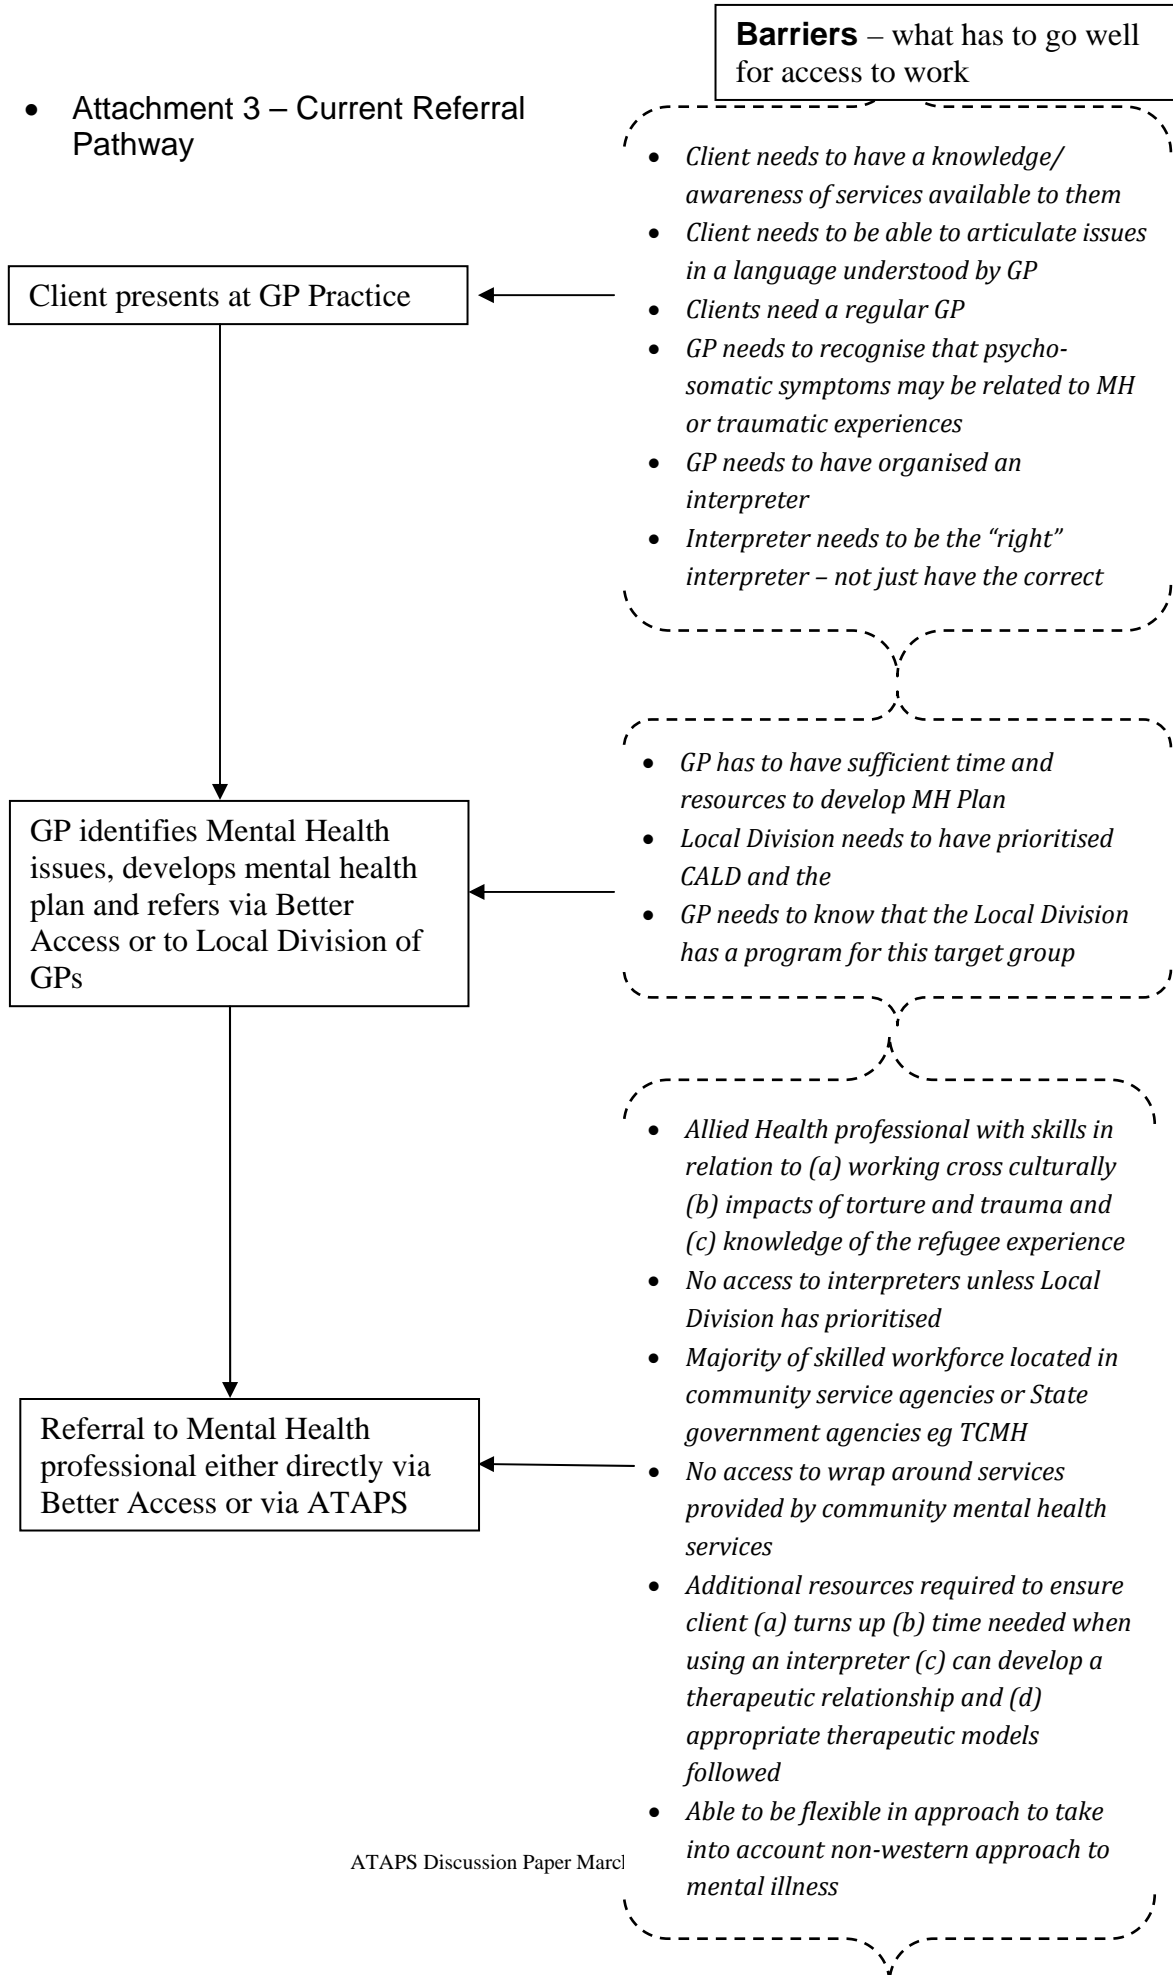 Barriers – what has to go well
for access to work
• Attachment 3 – Current Referral
Pathway
• Client needs to have a knowledge/
awareness of services available to them
• Client needs to be able to articulate issues
in a language understood by GP
• Clients need a regular GP
• GP needs to recognise that psycho-
somatic symptoms may be related to MH
or traumatic experiences
• GP needs to have organised an
interpreter
• Interpreter needs to be the “right”
interpreter – not just have the correct
Client presents at GP Practice
• GP has to have sufficient time and
resources to develop MH Plan
• Local Division needs to have prioritised
CALD and the
• GP needs to know that the Local Division
has a program for this target group
GP identifies Mental Health
issues, develops mental health
plan and refers via Better
Access or to Local Division of
GPs
• Allied Health professional with skills in
relation to (a) working cross culturally
(b) impacts of torture and trauma and
(c) knowledge of the refugee experience
• No access to interpreters unless Local
Division has prioritised
• Majority of skilled workforce located in
community service agencies or State
government agencies eg TCMH
• No access to wrap around services
provided by community mental health
services
• Additional resources required to ensure
client (a) turns up (b) time needed when
using an interpreter (c) can develop a
therapeutic relationship and (d)
appropriate therapeutic models
followed
• Able to be flexible in approach to take
into account non-western approach to
mental illness
Referral to Mental Health
professional either directly via
Better Access or via ATAPS
ATAPS Discussion Paper